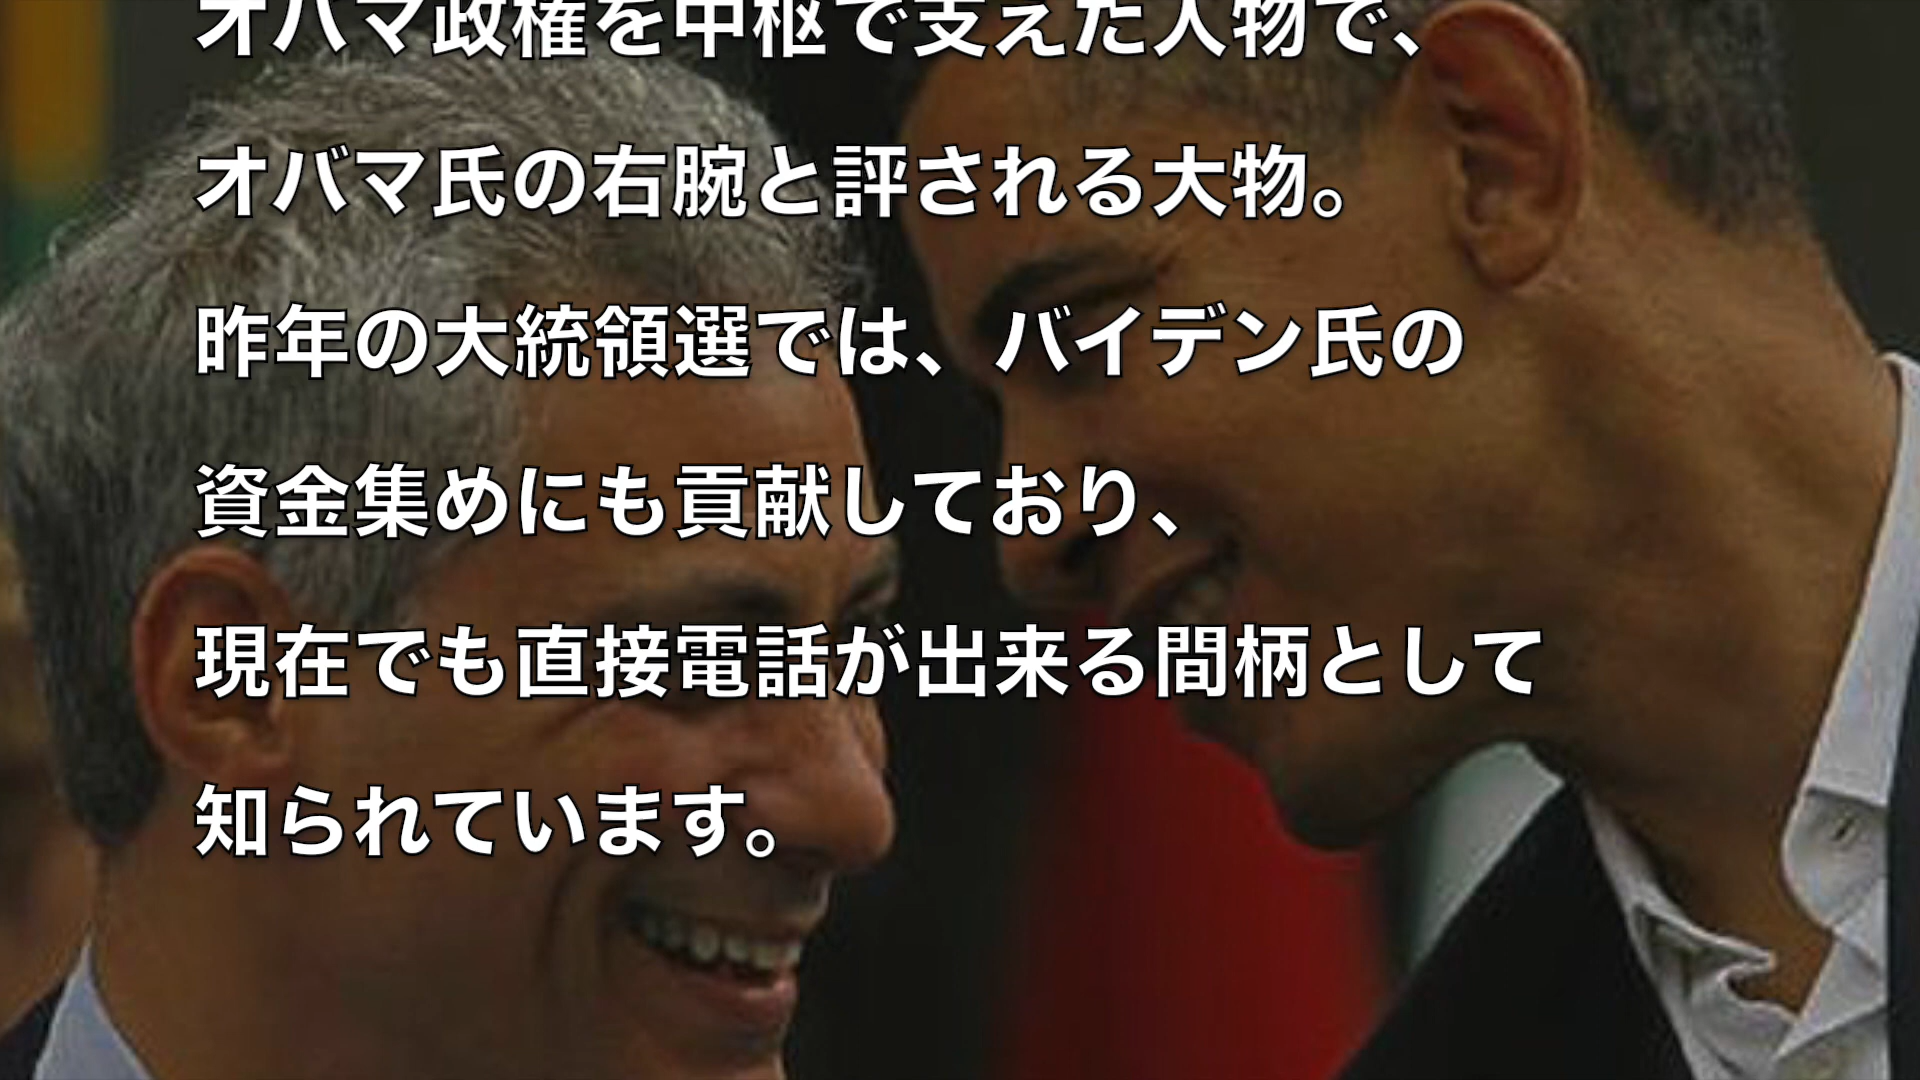 オバマ政権を中枢で支えた人物で、
オバマ氏の右腕と評される大物。
昨年の大統領選では、バイデン氏の
資金集めにも貢献しており、
現在でも直接電話が出来る間柄として
知られています。